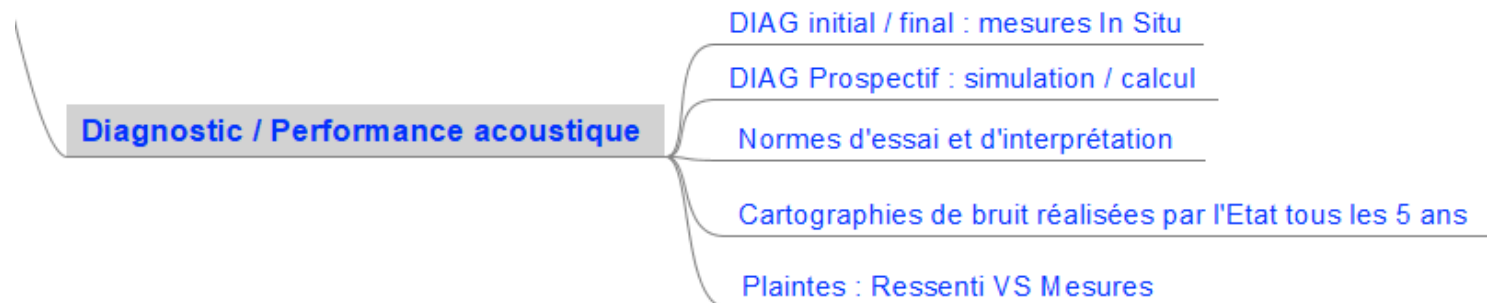 DIAG initial / final : mesures In Situ
DIAG Prospectif : simulation / calcul
Diagnostic / Performance acoustique
Normes d'essai et d'interprétation
Cartographies de bruit réalisées par l'Etat tous les 5 ans
Plaintes : Ressenti VS Mesures